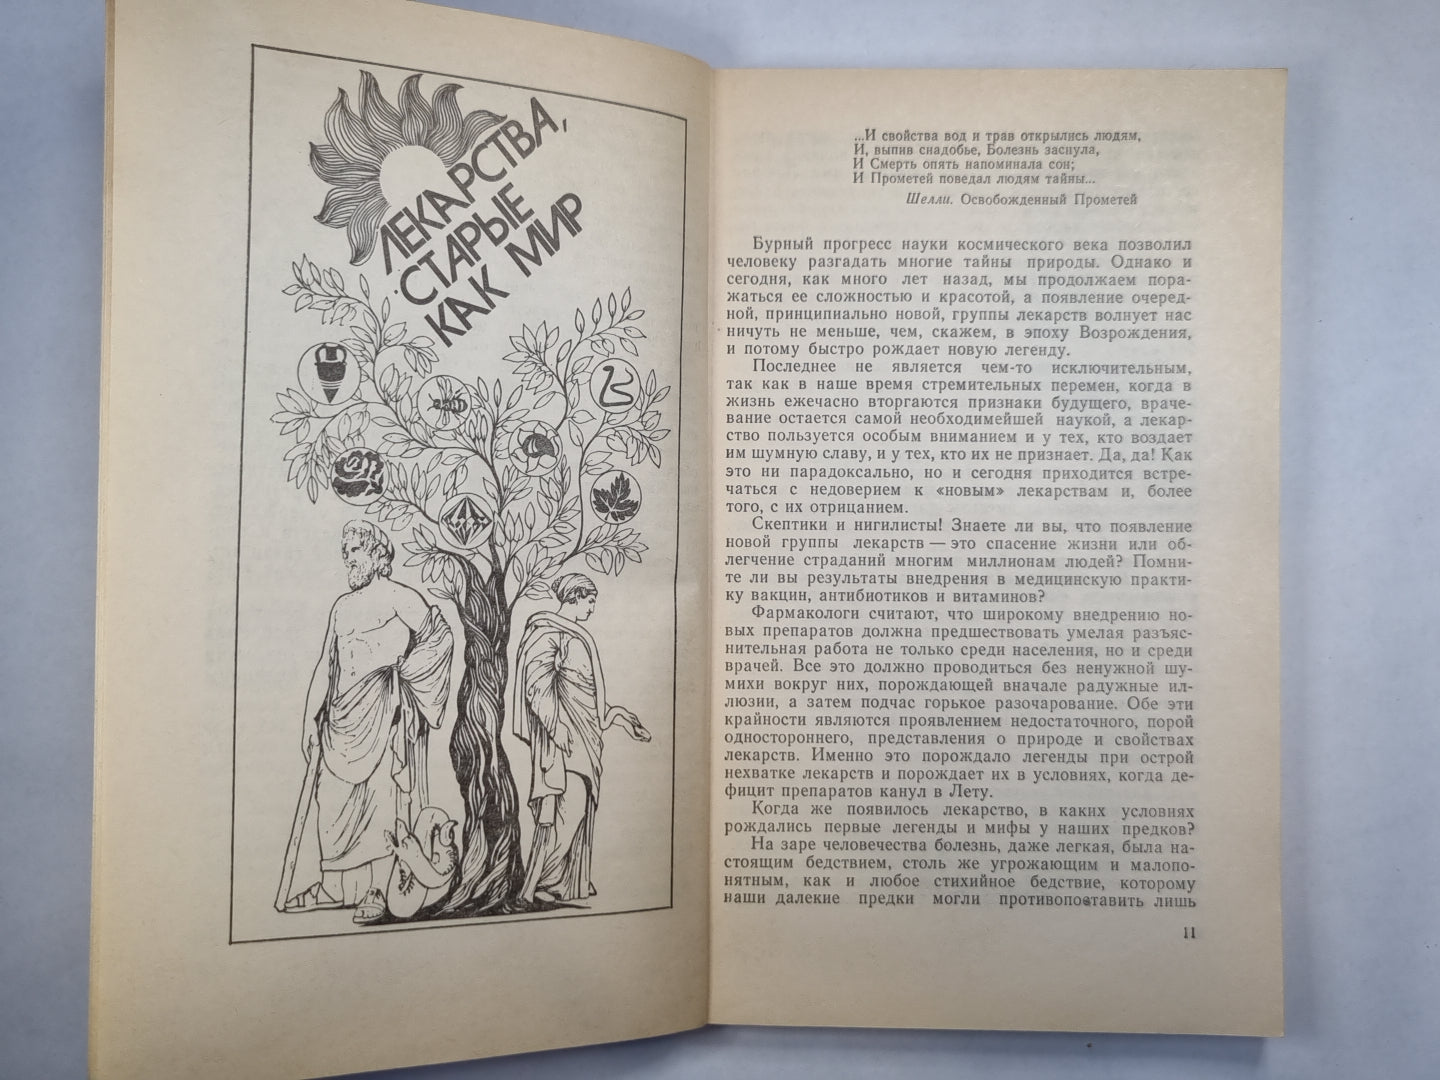 ЛЕКАРСТВА,
СТАРЫЕ
КАК МИР
...И свойства вод и трав открылись людям,
И, выпив снадобье, Болезнь заснула,
И Смерть опять напоминала сон;
И Прометей поведал людям тайны...
Шелли. Освобожденный Прометей
Бурный прогресс науки космического века позволил
человеку разгадать многие тайны природы. Однако и
сегодня, как много лет назад, мы продолжаем пора-
жаться ее сложностью и красотой, а появление очеред-
ной, принципиально новой, группы лекарств волнует нас
ничуть не меньше, чем, скажем, в эпоху Возрождения,
и потому быстро рождает новую легенду.
Последнее не является чем-то исключительным,
так как в наше время стремительных перемен, когда в
жизнь ежечасно вторгаются признаки будущего, враче-
вание остается самой необходимейшей наукой, а лекар-
ство пользуется особым вниманием и у тех, кто воздает
им шумную славу, и у тех, кто их не признает. Да, да! Как
это ни парадоксально, но и сегодня приходится встре-
чаться с недоверием к «новым» лекарствам и, более
того, с их отрицанием.
Скептики и нигилисты! Знаете ли вы, что появление
новой группы лекарств — это спасение жизни или об-
легчение страданий многим миллионам людей? Помни-
те ли вы результаты внедрения в медицинскую практи-
ку вакцин, антибиотиков и витаминов?
Фармакологи считают, что широкому внедрению но-
вых препаратов должна предшествовать умелая разъяс-
нительная работа не только среди населения, но и среди
врачей. Все это должно проводиться без ненужной шу-
михи вокруг них, порождающей вначале радужные ил-
люзии, а затем подчас горькое разочарование. Обе эти
крайности являются проявлением недостаточного, порой
одностороннего, представления о природе и свойствах
лекарств. Именно это порождало легенды при острой
нехватке лекарств и порождает их в условиях, когда де-
фицит препаратов канул в Лету.
Когда же появилось лекарство, в каких условиях
рождались первые легенды и мифы у наших предков?
На заре человечества болезнь, даже легкая, была на-
стоящим бедствием, столь же угрожающим и малопо-
нятным, как и любое стихийное бедствие, которому
наши далекие предки могли противопоставить лишь
11